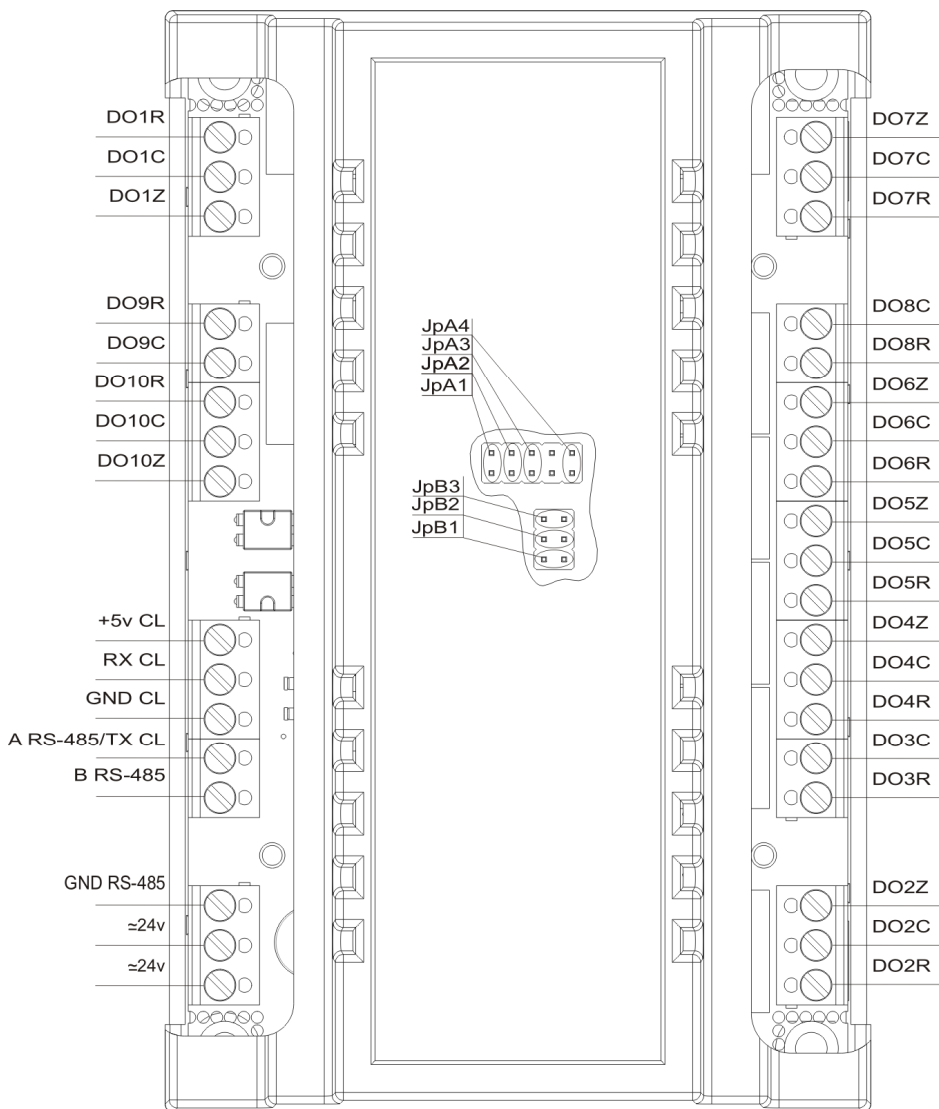 DO1R
DO1C
DO1Z
DO9R
DO9C
DO10R
DO10C
DO10Z
+5v CL
RX CL
GND CL
A RS-485/TX CL
B RS-485
GND RS-485
≃24v
≃24v
JpA4
JpA3
JpA2
JpA1
JpB3
JpB2
JpB1
DO7Z
DO7C
DO7R
DO8C
DO8R
DO6Z
DO6C
DO6R
DO5Z
DO5C
DO5R
DO4Z
DO4C
DO4R
DO3C
DO3R
DO2Z
DO2C
DO2R